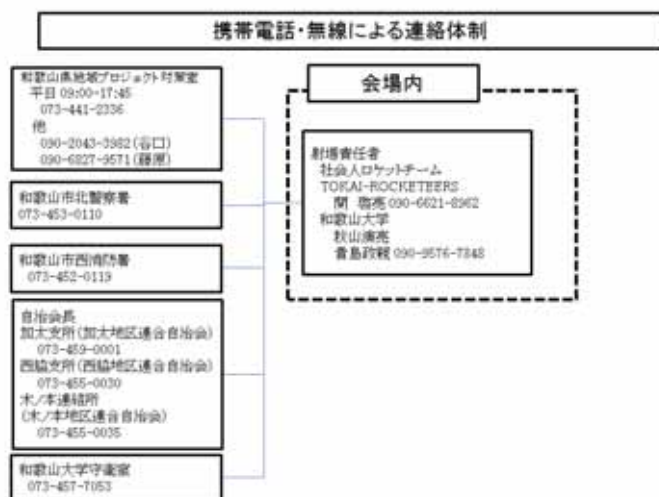 携帯電話・無線による連絡体制
和歌山県地域プロジェクト対策室
平日 09:00-17:45
073-441-2336
他
090-2043-3982(谷口)
090-6827-9571(藤原)
和歌山市北警察署
073-453-0110
和歌山市西消防署
073-452-0119
自治会長
加太支所(加太地区連合自治会)
073-459-0001
西脇支所(西脇地区連合自治会)
073-455-0030
木ノ本連絡所
(木ノ本地区連合自治会)
073-455-0035
和歌山大学守衛室
073-457-7053
会場内
射場責任者
社会人ロケットチーム
TOKAI-ROCKETEERS
関 啓亮 090-6621-8962
和歌山大学
秋山演亮
貴島政親 090-9576-7848